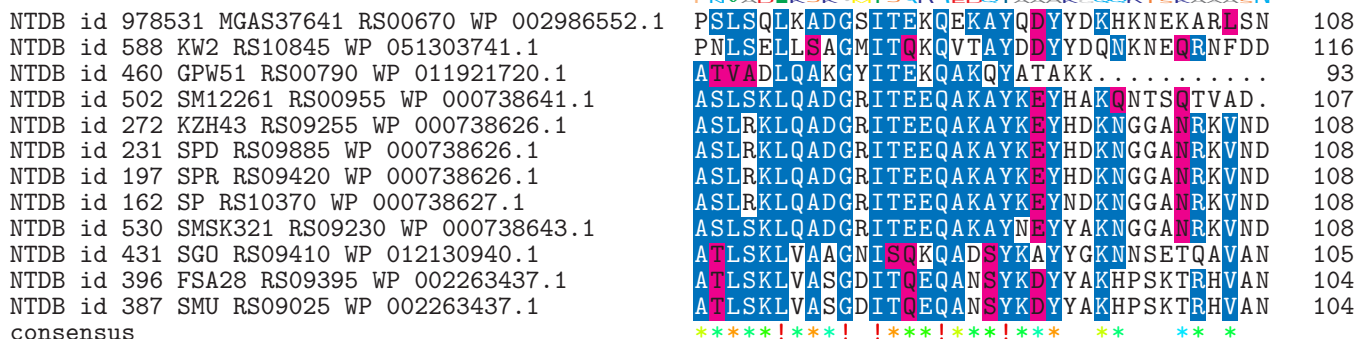 NTDB id 978531 MGAS37641 RS00670 WP 002986552.1 PSLSQLKADGMITEKQEKAYQDYYDKHKNEKARLSN 108
NTDB id 588 KW2 RS10845 WP 051303741.1 PNLSELLSAGMITQKQVTAYDDYYDQNKNEQRNFDD 116
NTDB id 460 GPW51 RS00790 WP 011921720.1 ATVADLQAKGYITEKQAKQYATAKK........... 93
NTDB id 502 SM12261 RS00955 WP 000738641.1 ASLSKLQADGRITEEQAKAYKEYHAKQNTSQTVAD. 107
NTDB id 272 KZH43 RS09255 WP 000738626.1 ASLRKLQADGRITEEQAKAYKEYHDKNGGANRKVND 108
NTDB id 231 SPD RS09885 WP 000738626.1 ASLRKLQADGRITEEQAKAYKEYHDKNGGANRKVND 108
NTDB id 197 SPR RS09420 WP 000738626.1 ASLRKLQADGRITEEQAKAYKEYHDKNGGANRKVND 108
NTDB id 162 SP RS10370 WP 000738627.1 ASLRKLQADGRITEEQAKAYKEYNDKNGGANRKVND 108
NTDB id 530 SMSK321 RS09230 WP 000738643.1 ASLSKLQADGRITEEQAKAYNEYYAKNGGANRKVND 108
NTDB id 431 SGO RS09410 WP 012130940.1 ATLSKLVAAGNISQKQADSYKAYYGKNNSETQAVAN 105
NTDB id 396 FSA28 RS09395 WP 002263437.1 ATLSKLVASGDITQEQANSYKDYYAKHPSKTRHVAN 104
NTDB id 387 SMU RS09025 WP 002263437.1 ATLSKLVASGDITQEQANSYKDYYAKHPSKTRHVAN 104
consensus *****!***! !***!***!***  **   ** *